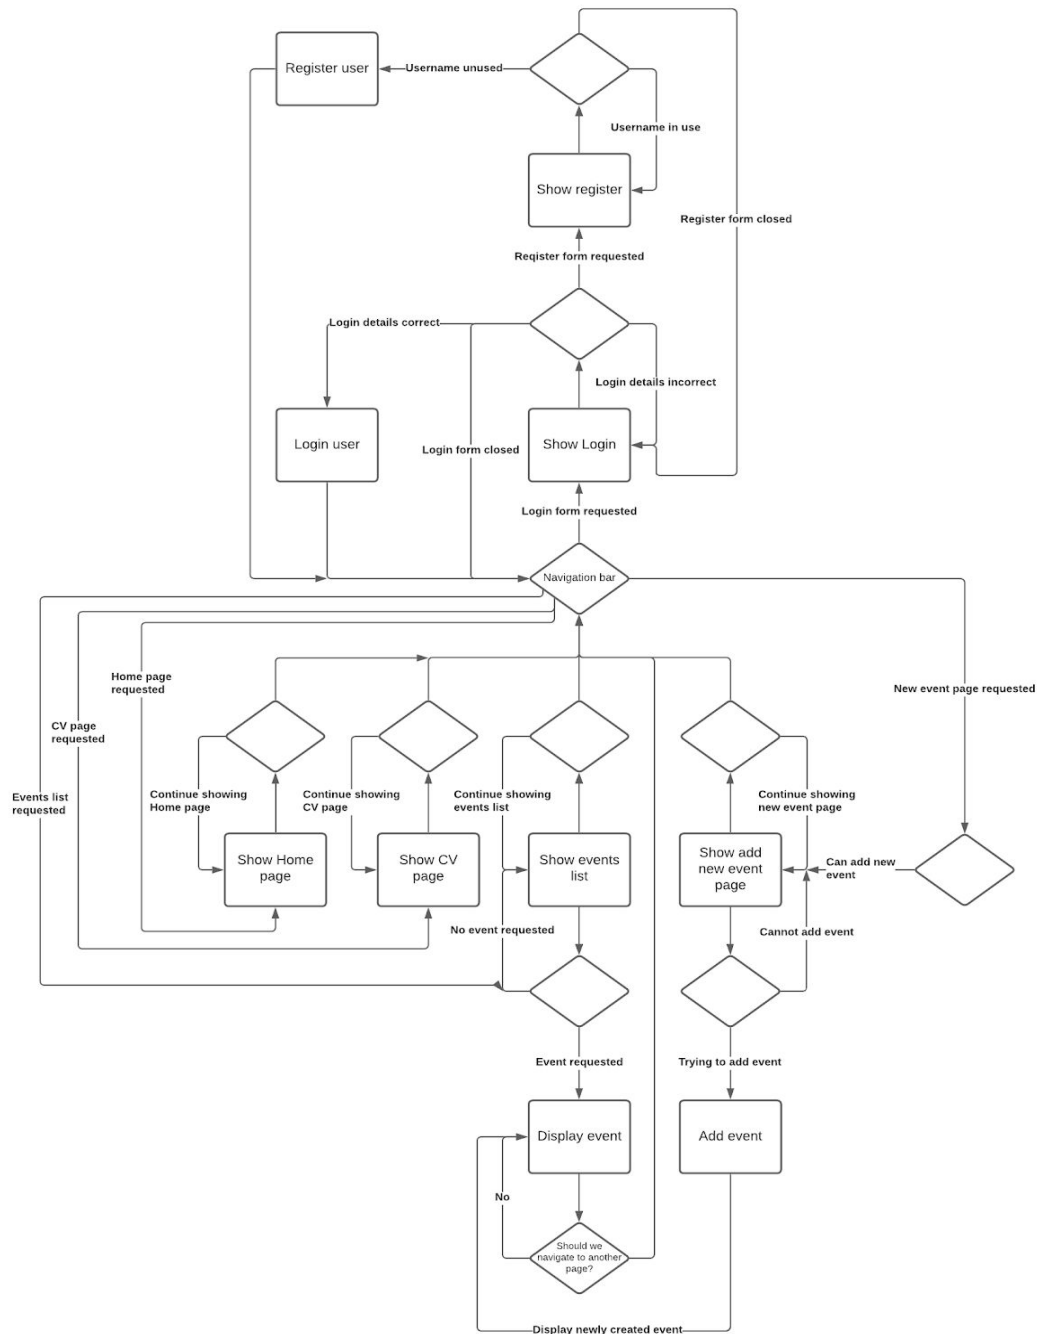 Register user
Username unused
Username in use
Show register
Register form closed
Register form requested
Login details correct
Login details incorrect
Login user
Login form closed
Show Login
Login form requested
Navigation bar
Home page
requested
New event page requested
CV page
requested
Events list
requested
Continue showing
Home page
Continue showing
CV page
Continue showing
events list
Continue showing
new event page
Show Home
page
Show CV
page
Show events
list
Show add
new event
page
Can add new
event
No event requested
Cannot add event
Event requested
Trying to add event
Display event
Add event
No
Should we
navigate to another
page?
Display newly created event